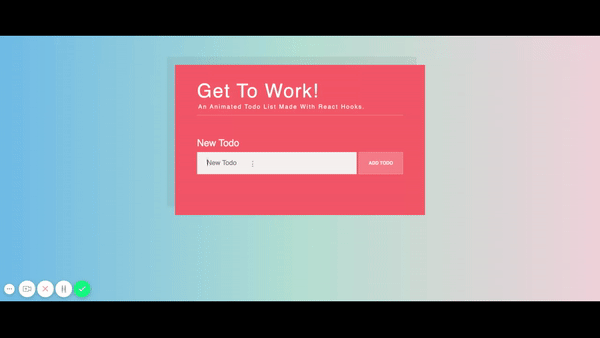 Get To Work!
An Animated Todo List Made With React Hooks.
New Todo
New Todo
ADD TODO